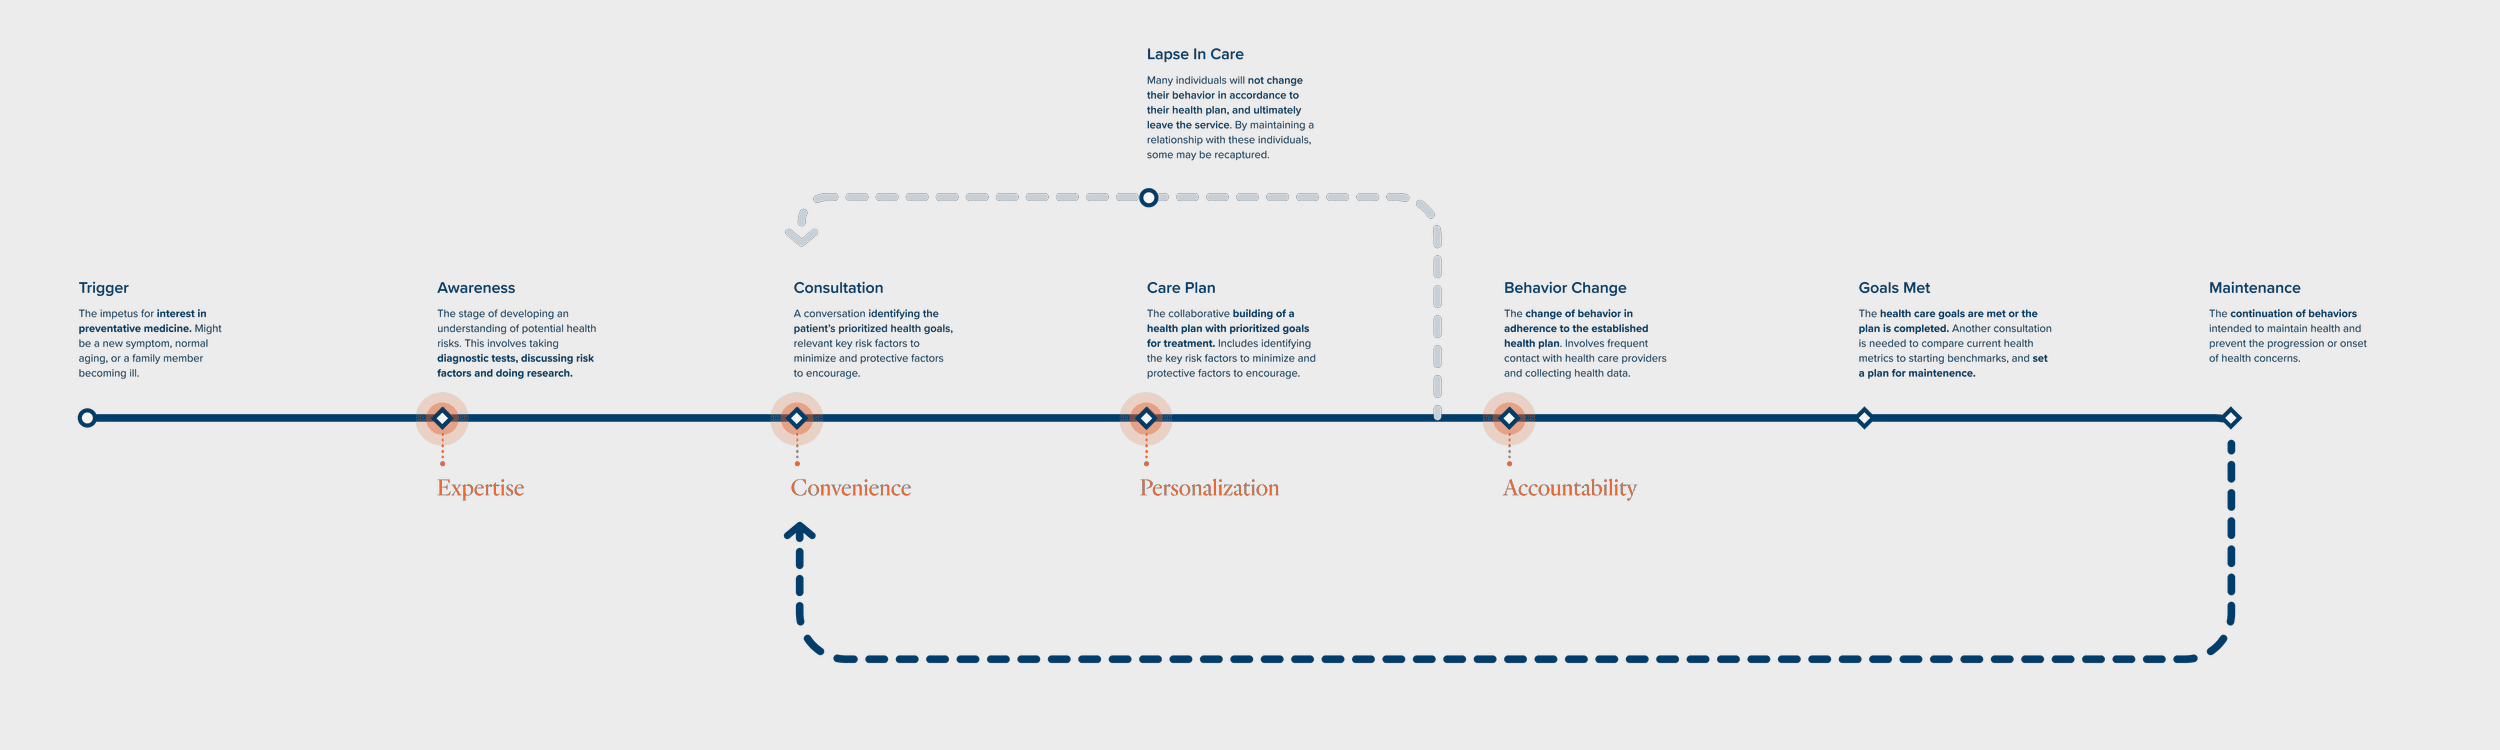 Lapse In Care
Many individuals will not change
their behavior in accordance to
their health plan, and ultimately
leave the service. By maintaining a
relationship with these individuals,
some may be recaptured.
Trigger
The impetus for interest in
preventative medicine. Might
be a new symptom, normal
aging, or a family member
becoming ill.
Awareness
The stage of developing an
understanding of potential health
risks. This involves taking
diagnostic tests, discussing risk
factors and doing research.
Consultation
A conversation identifying the
patient's prioritized health goals,
relevant key risk factors to
minimize and protective factors
to encourage.
Care Plan
The collaborative building of a
health plan with prioritized goals
for treatment. Includes identifying
the key risk factors to minimize and
protective factors to encourage.
Behavior Change
The change of behavior in
adherence to the established
health plan. Involves frequent
contact with health care providers
and collecting health data.
Goals Met
The health care goals are met or the
plan is completed. Another consultation
is needed to compare current health
metrics to starting benchmarks, and set
a plan for maintenence.
Maintenance
The continuation of behaviors
intended to maintain health and
prevent the progression or onset
of health concerns.
Expertise
Convenience
Personalization
Accountability